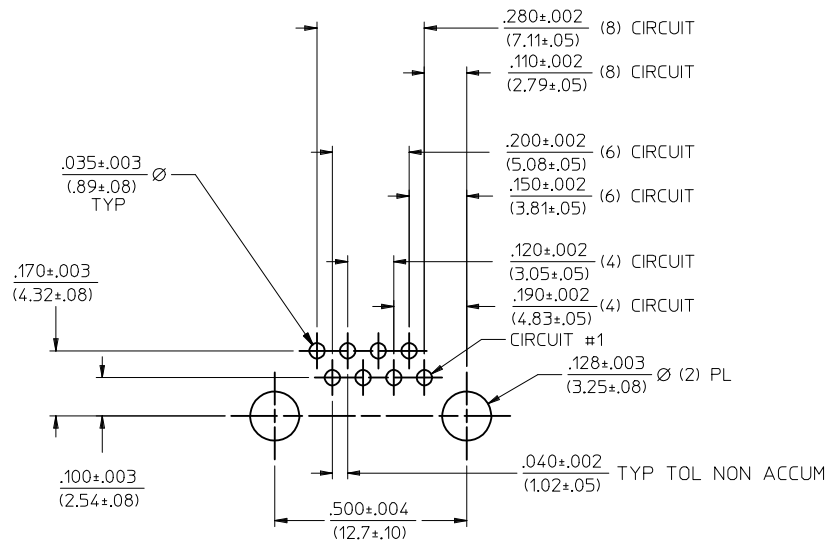 .280±.002
(7.11±.05) (8) CIRCUIT
.110±.002
(2.79±.05) (8) CIRCUIT
.035±.003
(.89±.08) Ø
TYP
.200±.002
(5.08±.05) (6) CIRCUIT
.150±.002
(3.81±.05) (6) CIRCUIT
.170±.003
(4.32±.08)
.120±.002
(3.05±.05) (4) CIRCUIT
.190±.002
(4.83±.05) (4) CIRCUIT
CIRCUIT #1
.128±.003
(3.25±.08) Ø (2) PL
.100±.003
(2.54±.08)
.040±.002
(1.02±.05) TYP TOL NON ACCUM
.500±.004
(12.7±.10)